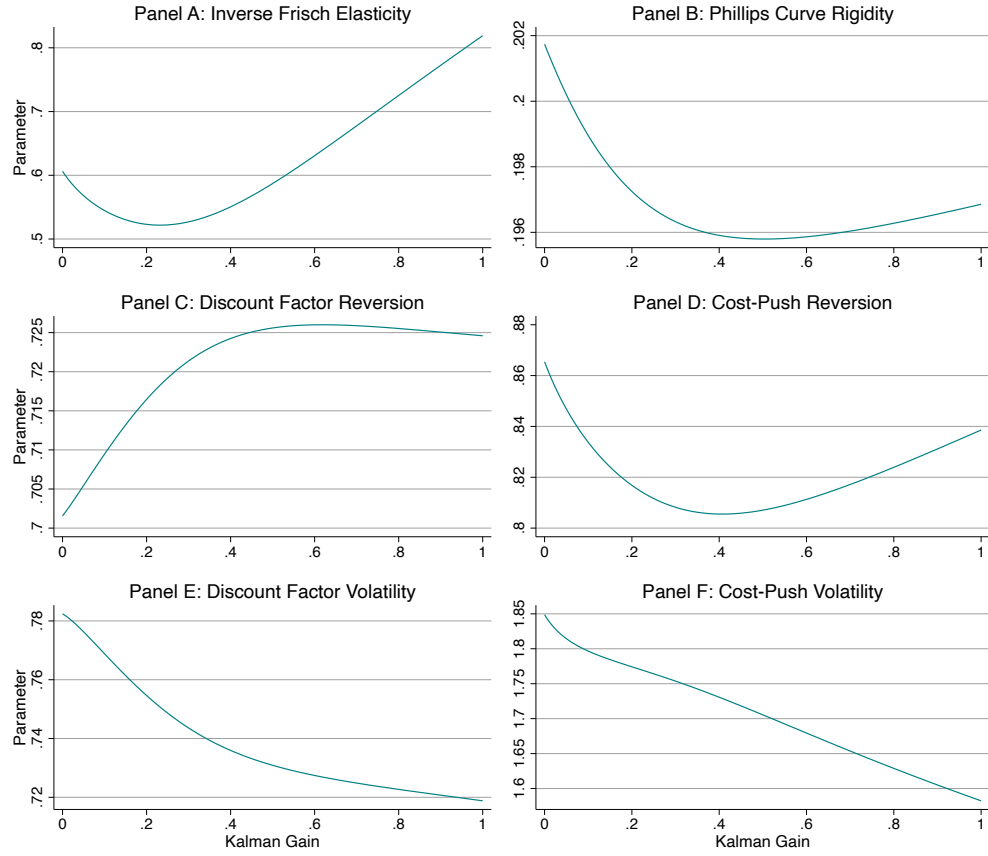 Panel A: Inverse Frisch Elasticity
Parameter
.8
.7
.6
.5
0 .2 .4 .6 .8 1
Panel B: Phillips Curve Rigidity
.202
.2
.198
.196
0 .2 .4 .6 .8 1
Panel C: Discount Factor Reversion
Parameter
.725
.72
.715
.71
.705
.7
0 .2 .4 .6 .8 1
Panel D: Cost-Push Reversion
.88
.86
.84
.82
.8
0 .2 .4 .6 .8 1
Panel E: Discount Factor Volatility
Parameter
.78
.76
.74
.72
0 .2 .4 .6 .8 1
Kalman Gain
Panel F: Cost-Push Volatility
1.85
1.8
1.75
1.7
1.65
1.6
0 .2 .4 .6 .8 1
Kalman Gain